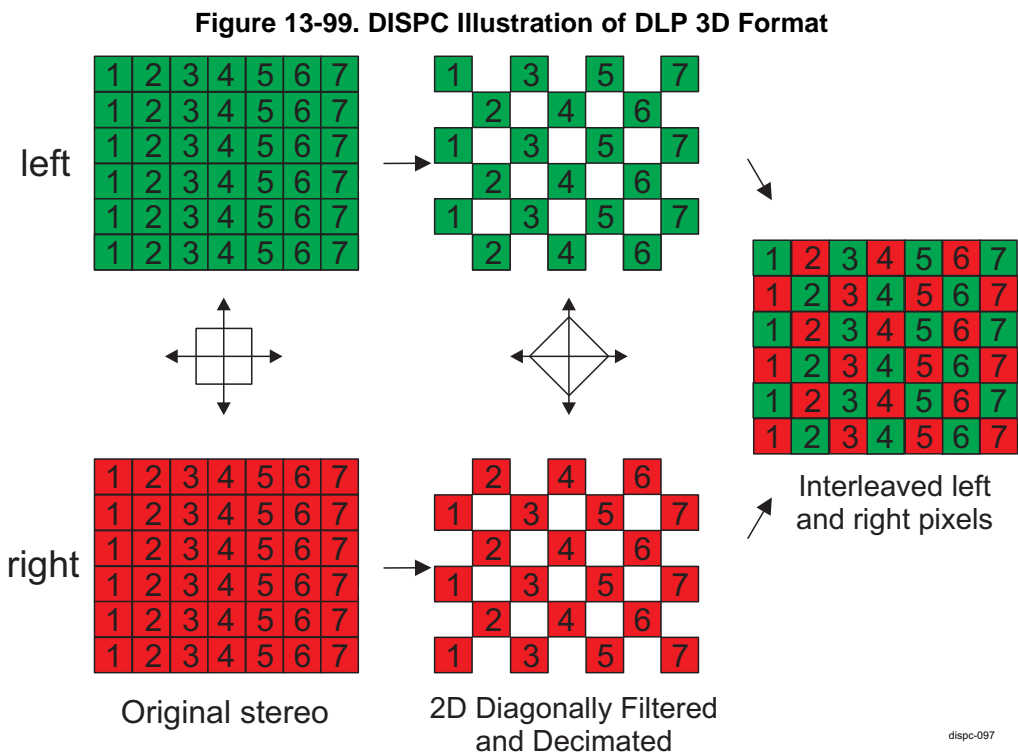 Figure 13-99. DISPC Illustration of DLP 3D Format
1 2 3 4 5 6 7
1 2 3 4 5 6 7
1 2 3 4 5 6 7
1 2 3 4 5 6 7
1 2 3 4 5 6 7
1 2 3 4 5 6 7
left
1 3 5 7
2 4 6
1 3 5 7
2 4 6
1 3 5 7
2 4 6
1 2 3 4 5 6 7
1 2 3 4 5 6 7
1 2 3 4 5 6 7
1 2 3 4 5 6 7
1 2 3 4 5 6 7
1 2 3 4 5 6 7
Interleaved left
and right pixels
1 2 3 4 5 6 7
1 2 3 4 5 6 7
1 2 3 4 5 6 7
1 2 3 4 5 6 7
1 2 3 4 5 6 7
1 2 3 4 5 6 7
right
2 4 6
1 3 5 7
2 4 6
1 3 5 7
2 4 6
1 3 5 7
Original stereo
2D Diagonally Filtered
and Decimated
dispc-097